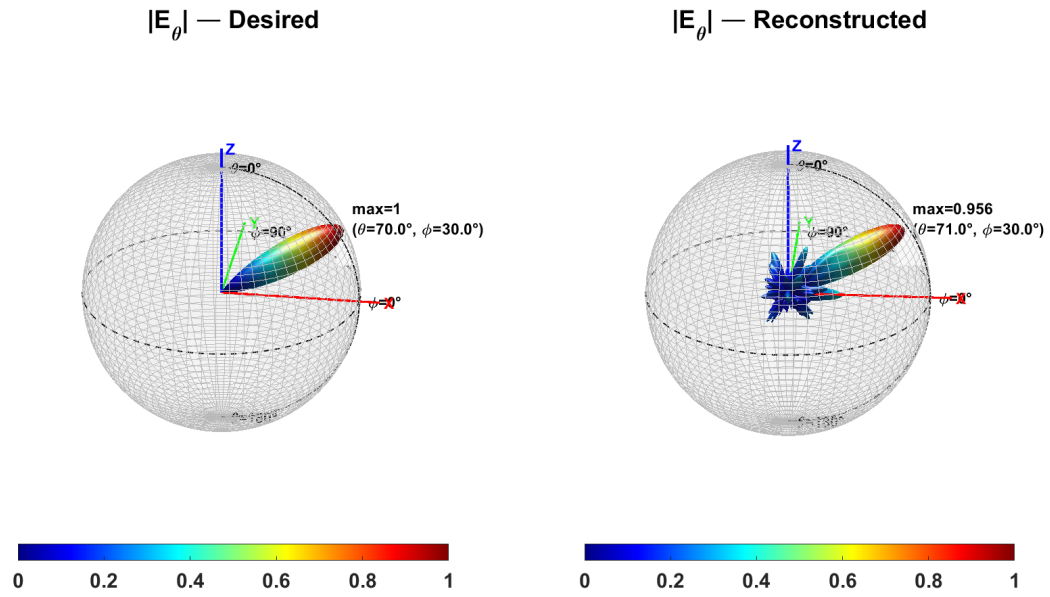 |E_θ| — Desired
|E_θ| — Reconstructed
Z
θ=0°
Y
ϕ=90°
max=1
(θ=70.0°, ϕ=30.0°)
ϕ=0°
X
θ=180°
Z
θ=0°
Y
ϕ=90°
max=0.956
(θ=71.0°, ϕ=30.0°)
ϕ=0°
X
θ=180°
0 0.2 0.4 0.6 0.8 1
0 0.2 0.4 0.6 0.8 1